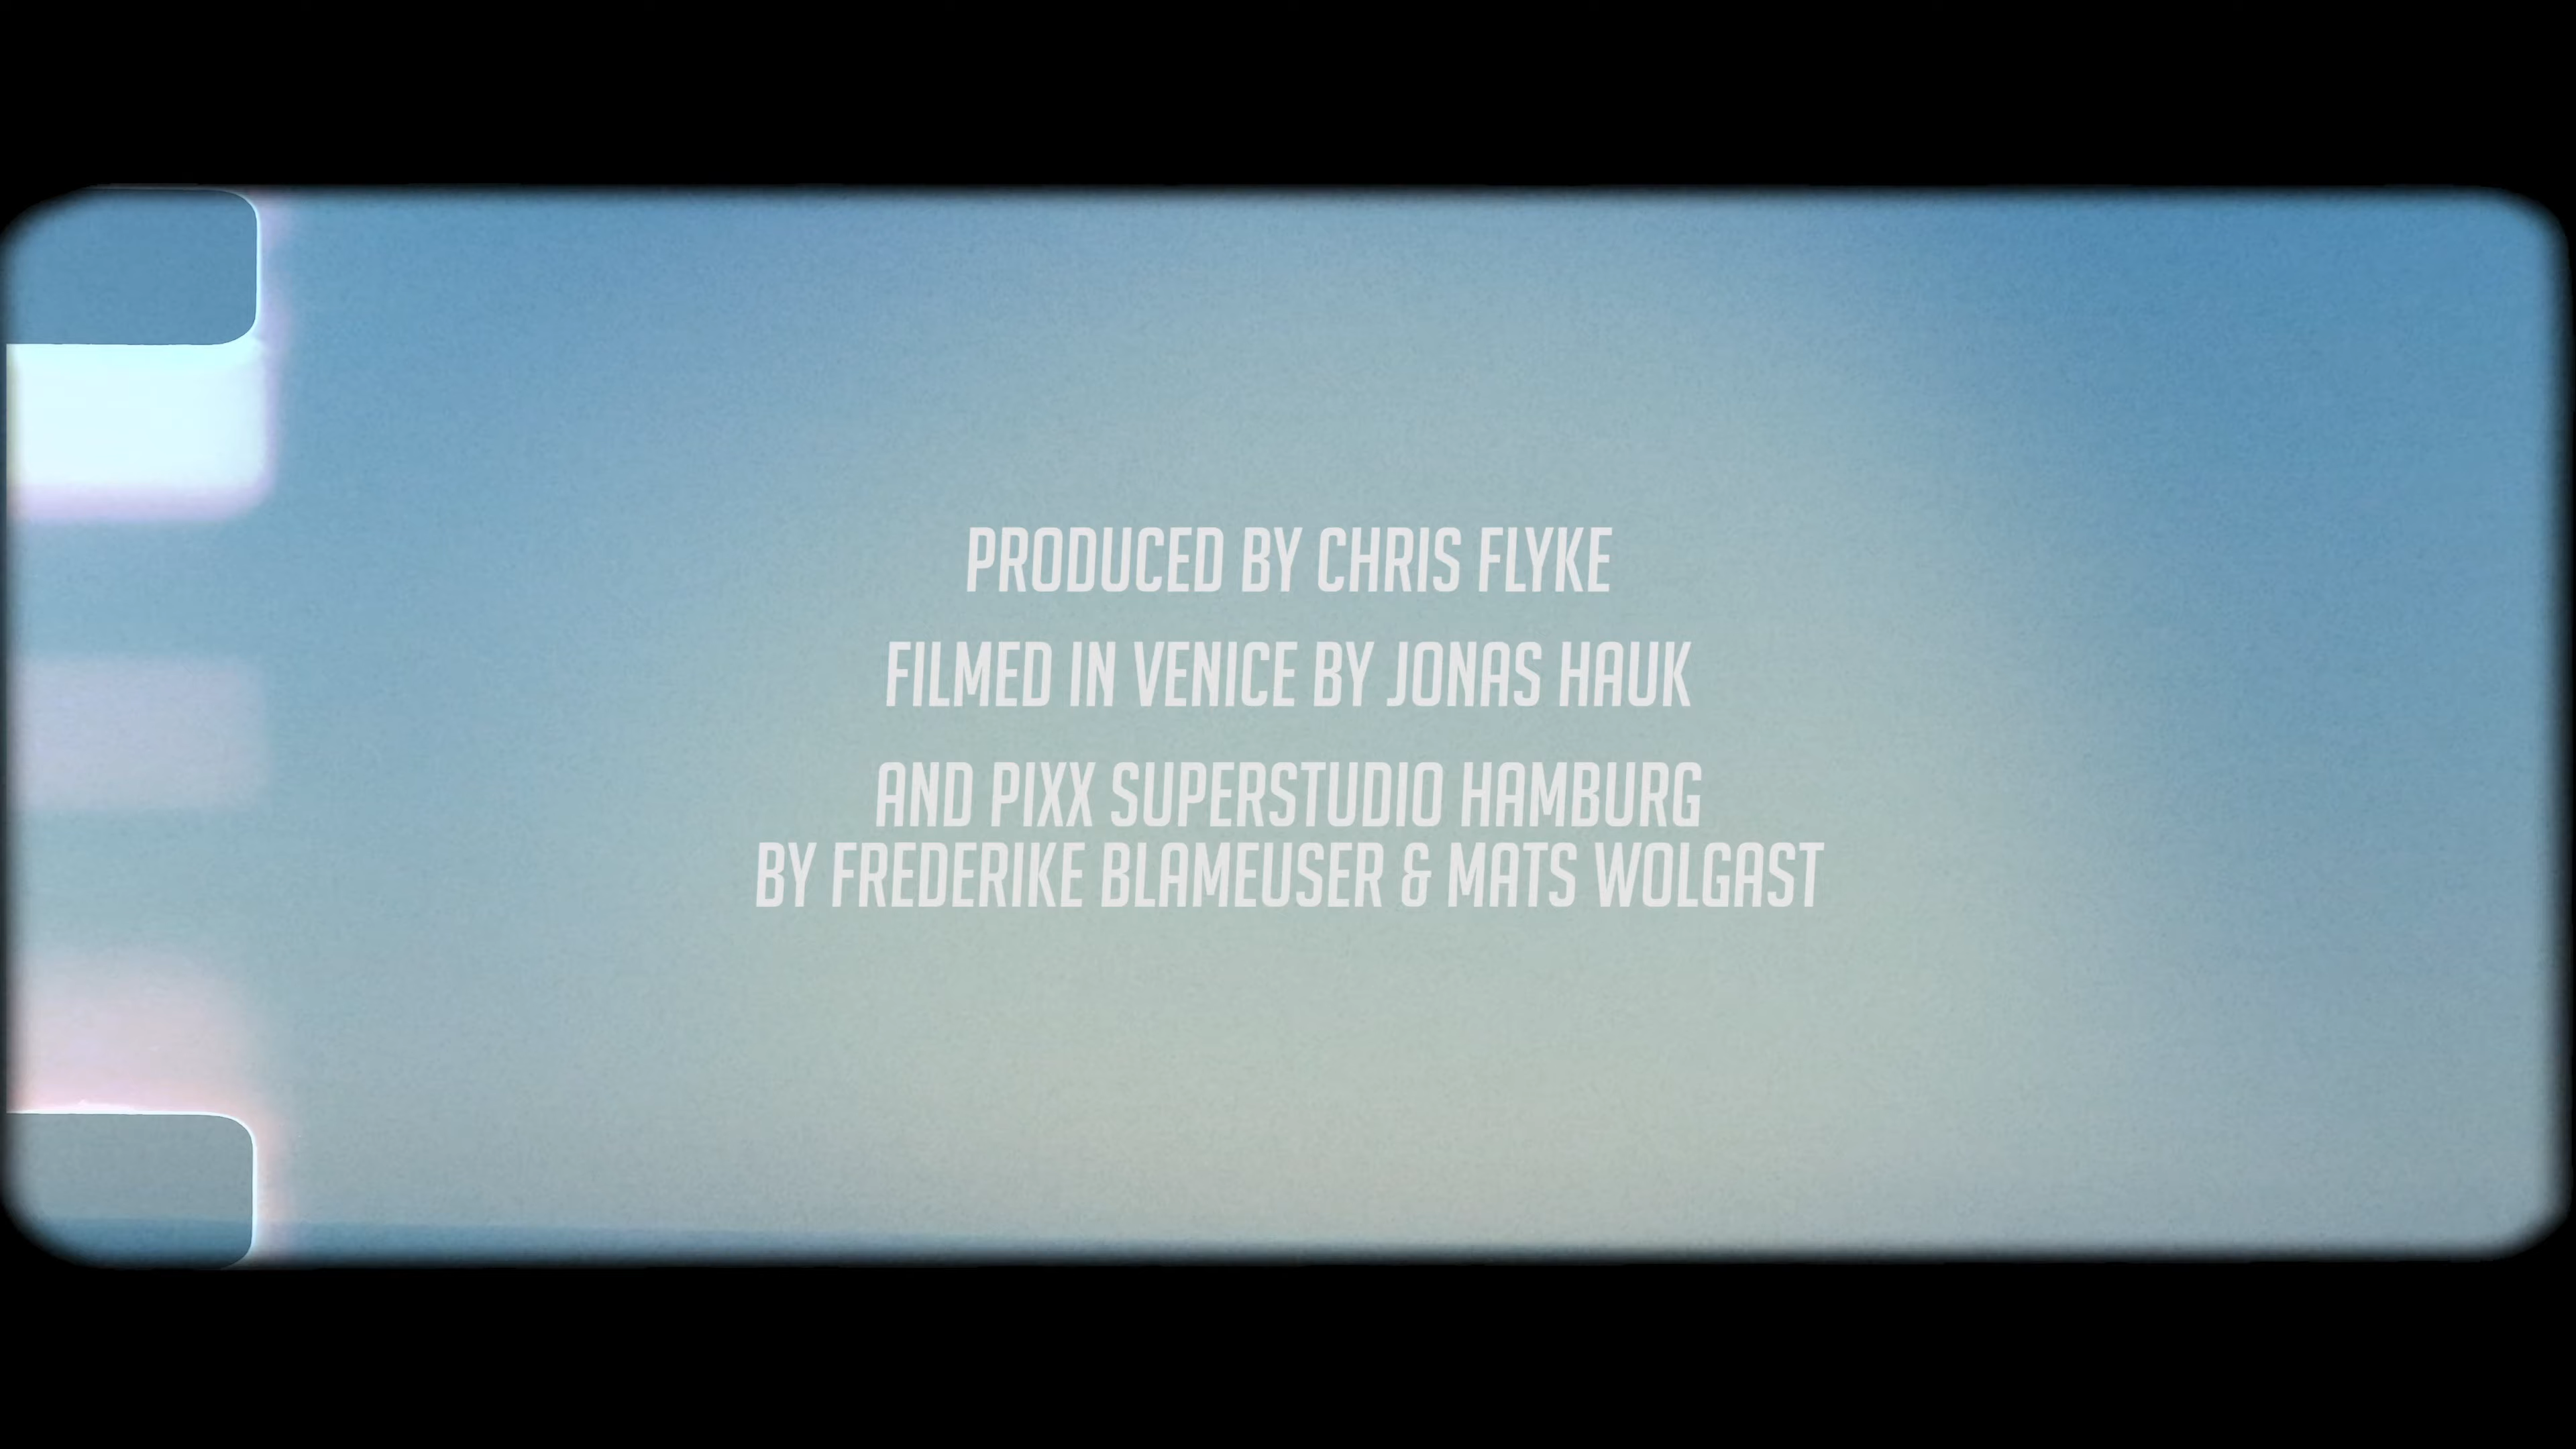 PRODUCED BY CHRIS FLYKE
FILMED IN VENICE BY JONAS HAUK
AND PIXX SUPERSTUDIO HAMBURG
BY FREDERIKE BLAMEUSER & MATS WOLGAST